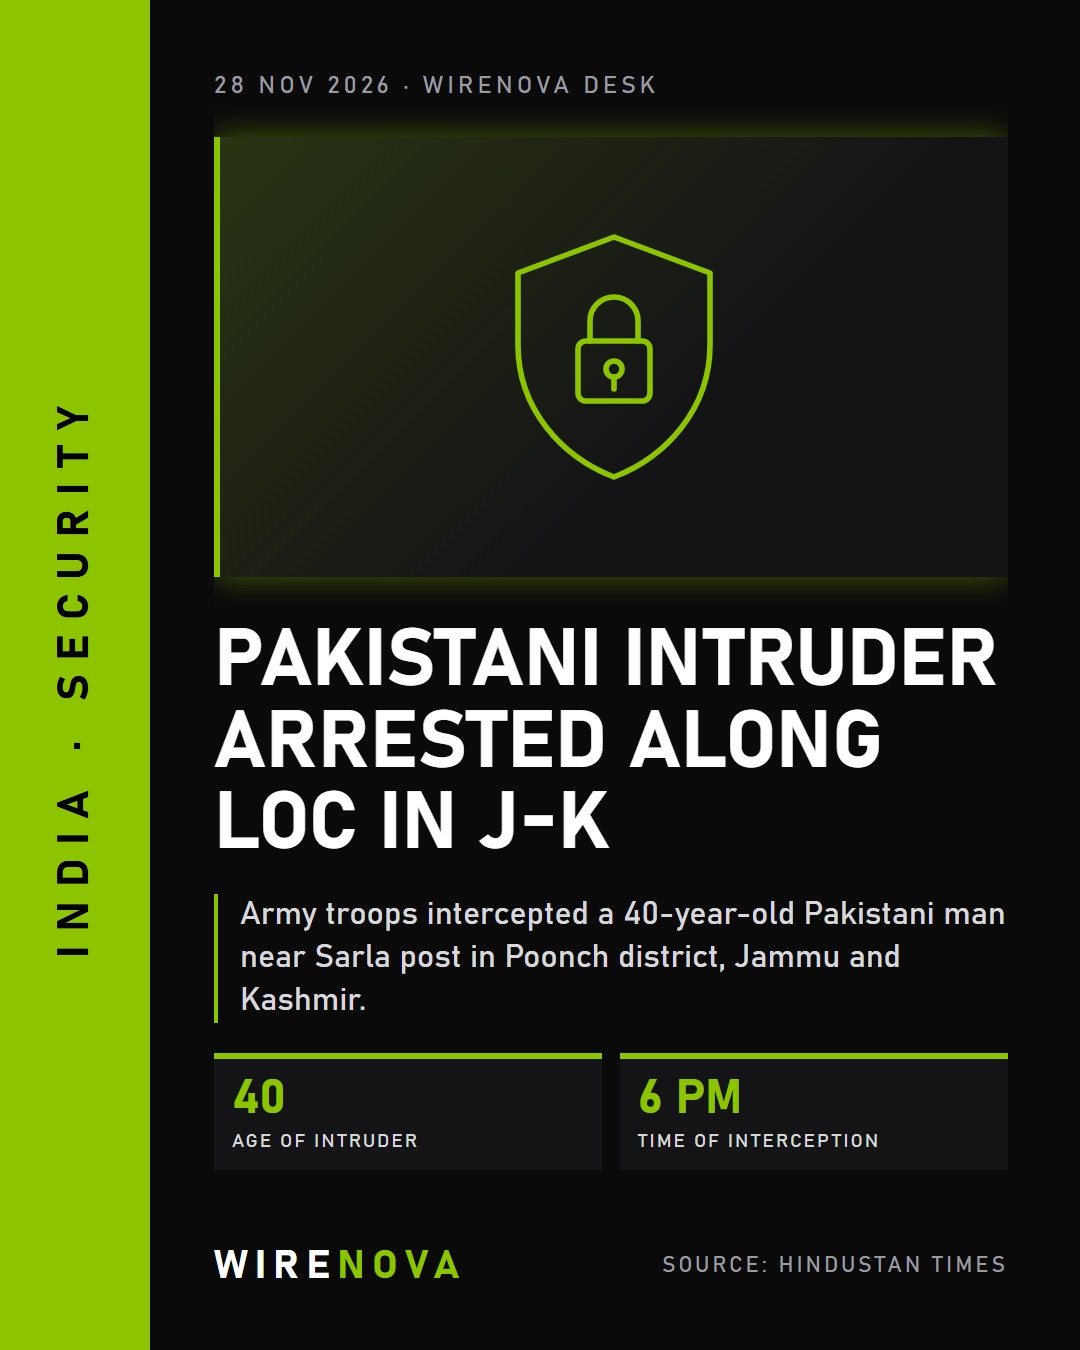 INDIA · SECURITY
28 NOV 2026 · WIRENOVA DESK
PAKISTANI INTRUDER
ARRESTED ALONG
LOC IN J-K
Army troops intercepted a 40-year-old Pakistani man
near Sarla post in Poonch district, Jammu and
Kashmir.
40
AGE OF INTRUDER
6 PM
TIME OF INTERCEPTION
WIRENOVA
SOURCE: HINDUSTAN TIMES